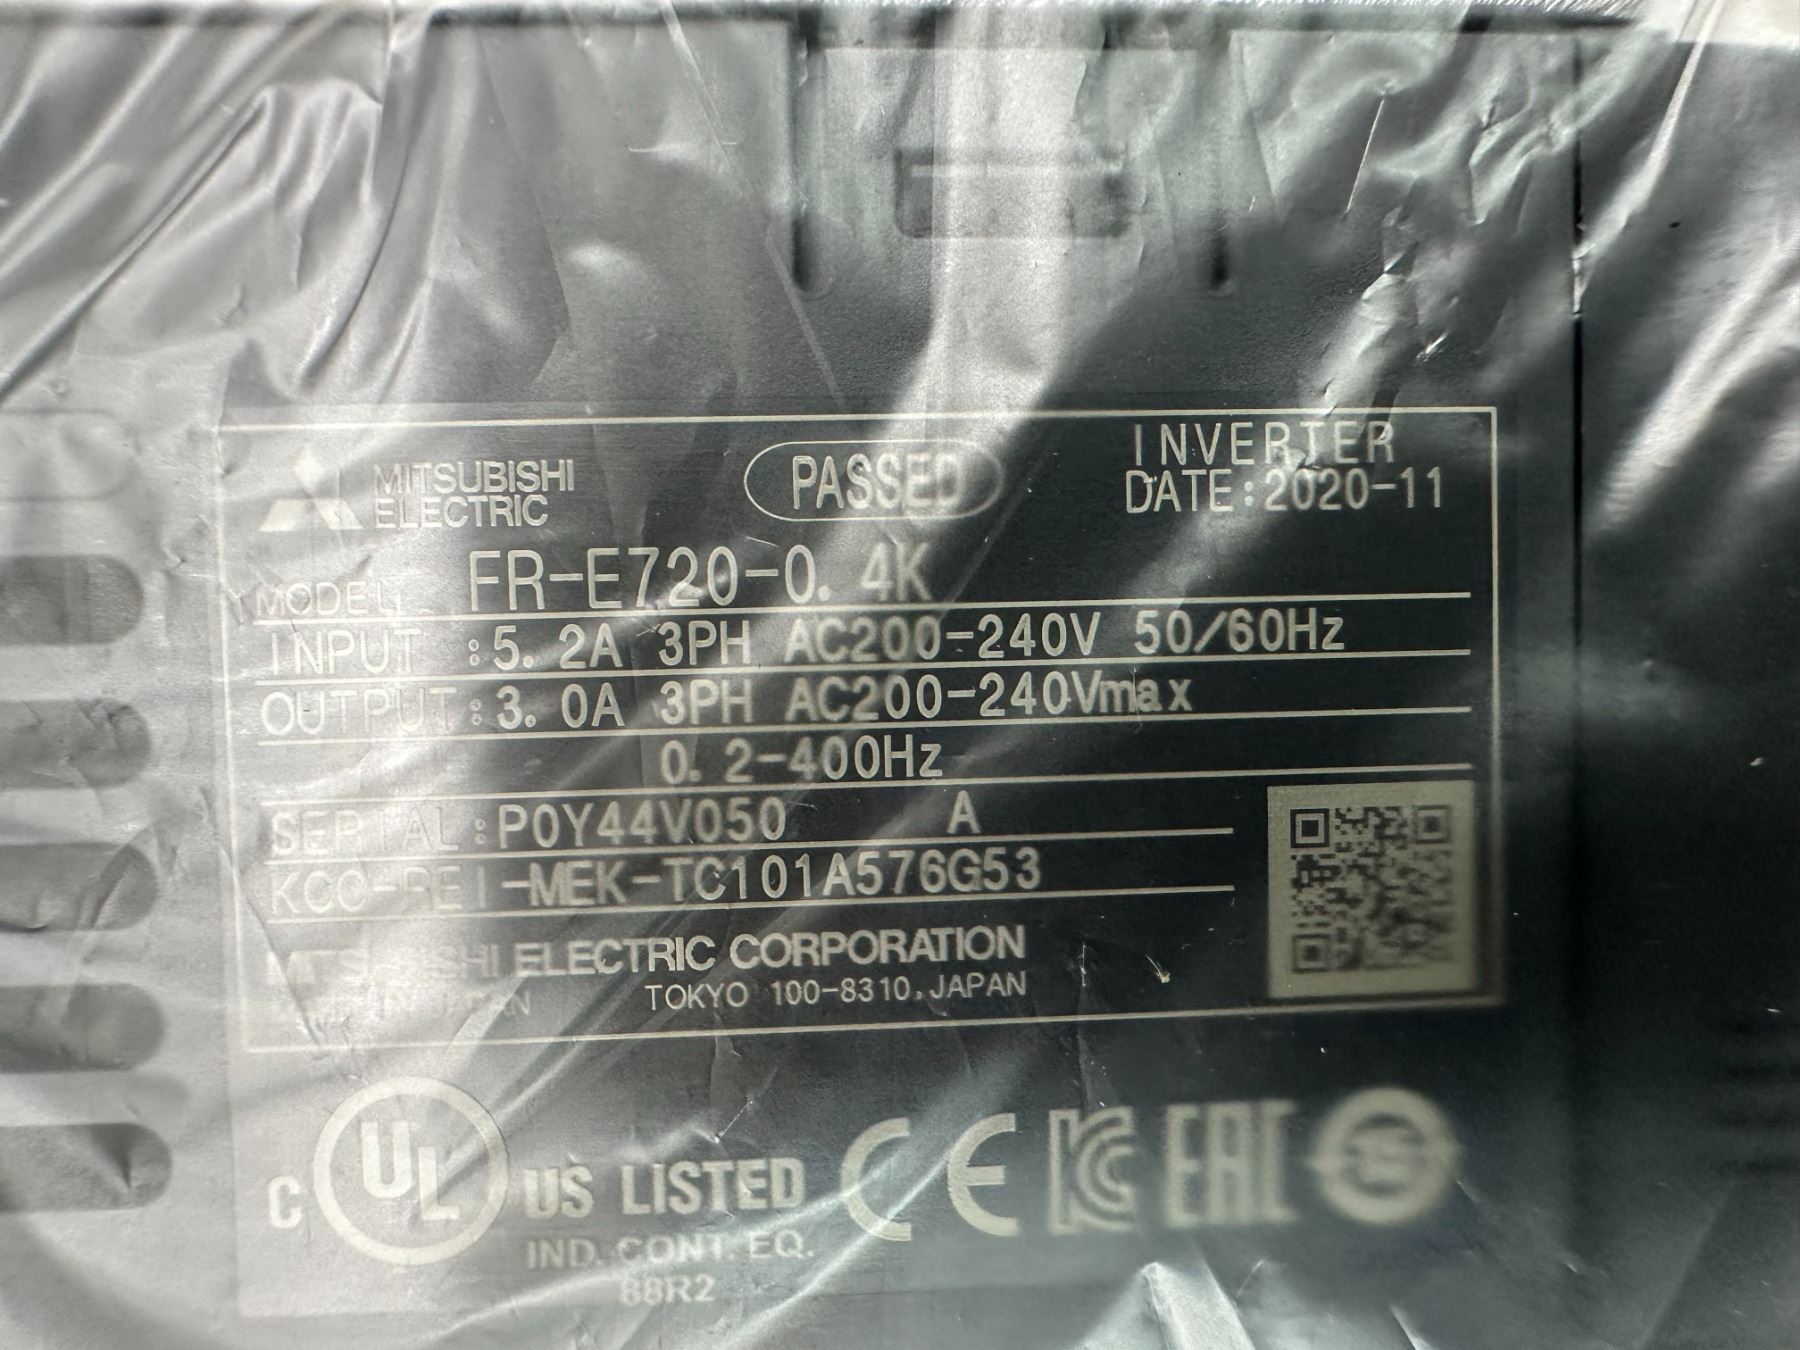 MITSUBISHI
ELECTRIC
PASSED
INVERTER
DATE:2020-11
MODEL FR-E720-0.4K
INPUT :5.2A 3PH AC200-240V 50/60Hz
OUTPUT:3.0A 3PH AC200-240Vmax
0.2-400Hz
SERIAL:P0Y44V050 A
KCC-REI-MEK-TC101A576G53
MITSUBISHI ELECTRIC CORPORATION
TOKYO 100-8310,JAPAN
C UL US LISTED CE KC EAC
IND. CONT. EQ.
88R2